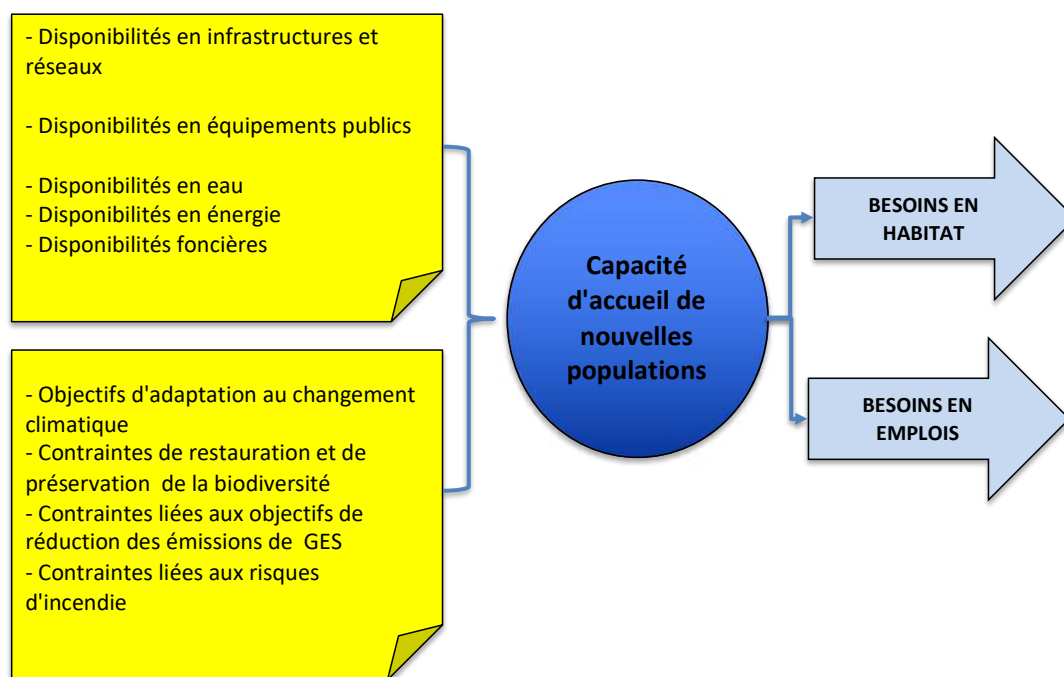 - Disponibilités en infrastructures et
réseaux
- Disponibilités en équipements publics
- Disponibilités en eau
- Disponibilités en énergie
- Disponibilités foncières
- Objectifs d'adaptation au changement
climatique
- Contraintes de restauration et de
préservation  de la biodiversité
- Contraintes liées aux objectifs de
réduction des émissions de  GES
- Contraintes liées aux risques
d'incendie
Capacité
d'accueil de
nouvelles
populations
BESOINS EN
HABITAT
BESOINS EN
EMPLOIS